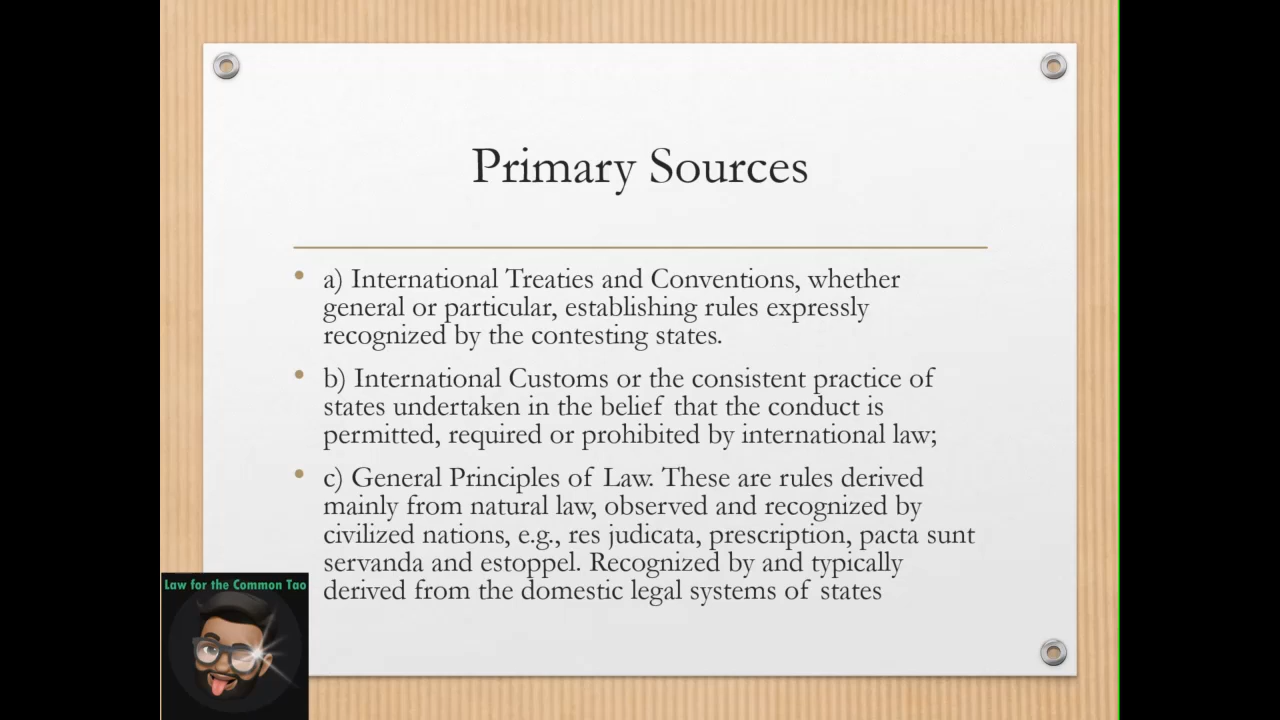 Primary Sources
• a) International Treaties and Conventions, whether
general or particular, establishing rules expressly
recognized by the contesting states.
• b) International Customs or the consistent practice of
states undertaken in the belief that the conduct is
permitted, required or prohibited by international law;
• c) General Principles of Law. These are rules derived
mainly from natural law, observed and recognized by
civilized nations, e.g., res judicata, prescription, pacta sunt
servanda and estoppel. Recognized by and typically
derived from the domestic legal systems of states
Law for the Common Tao